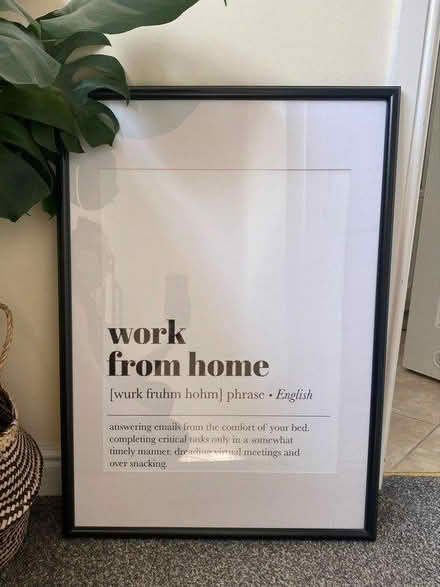 work
from home
[wurk fruhm hohm] phrase • English
answering emails from the comfort of your bed.
completing critical tasks only in a somewhat
timely manner. dreading virtual meetings and
over snacking.